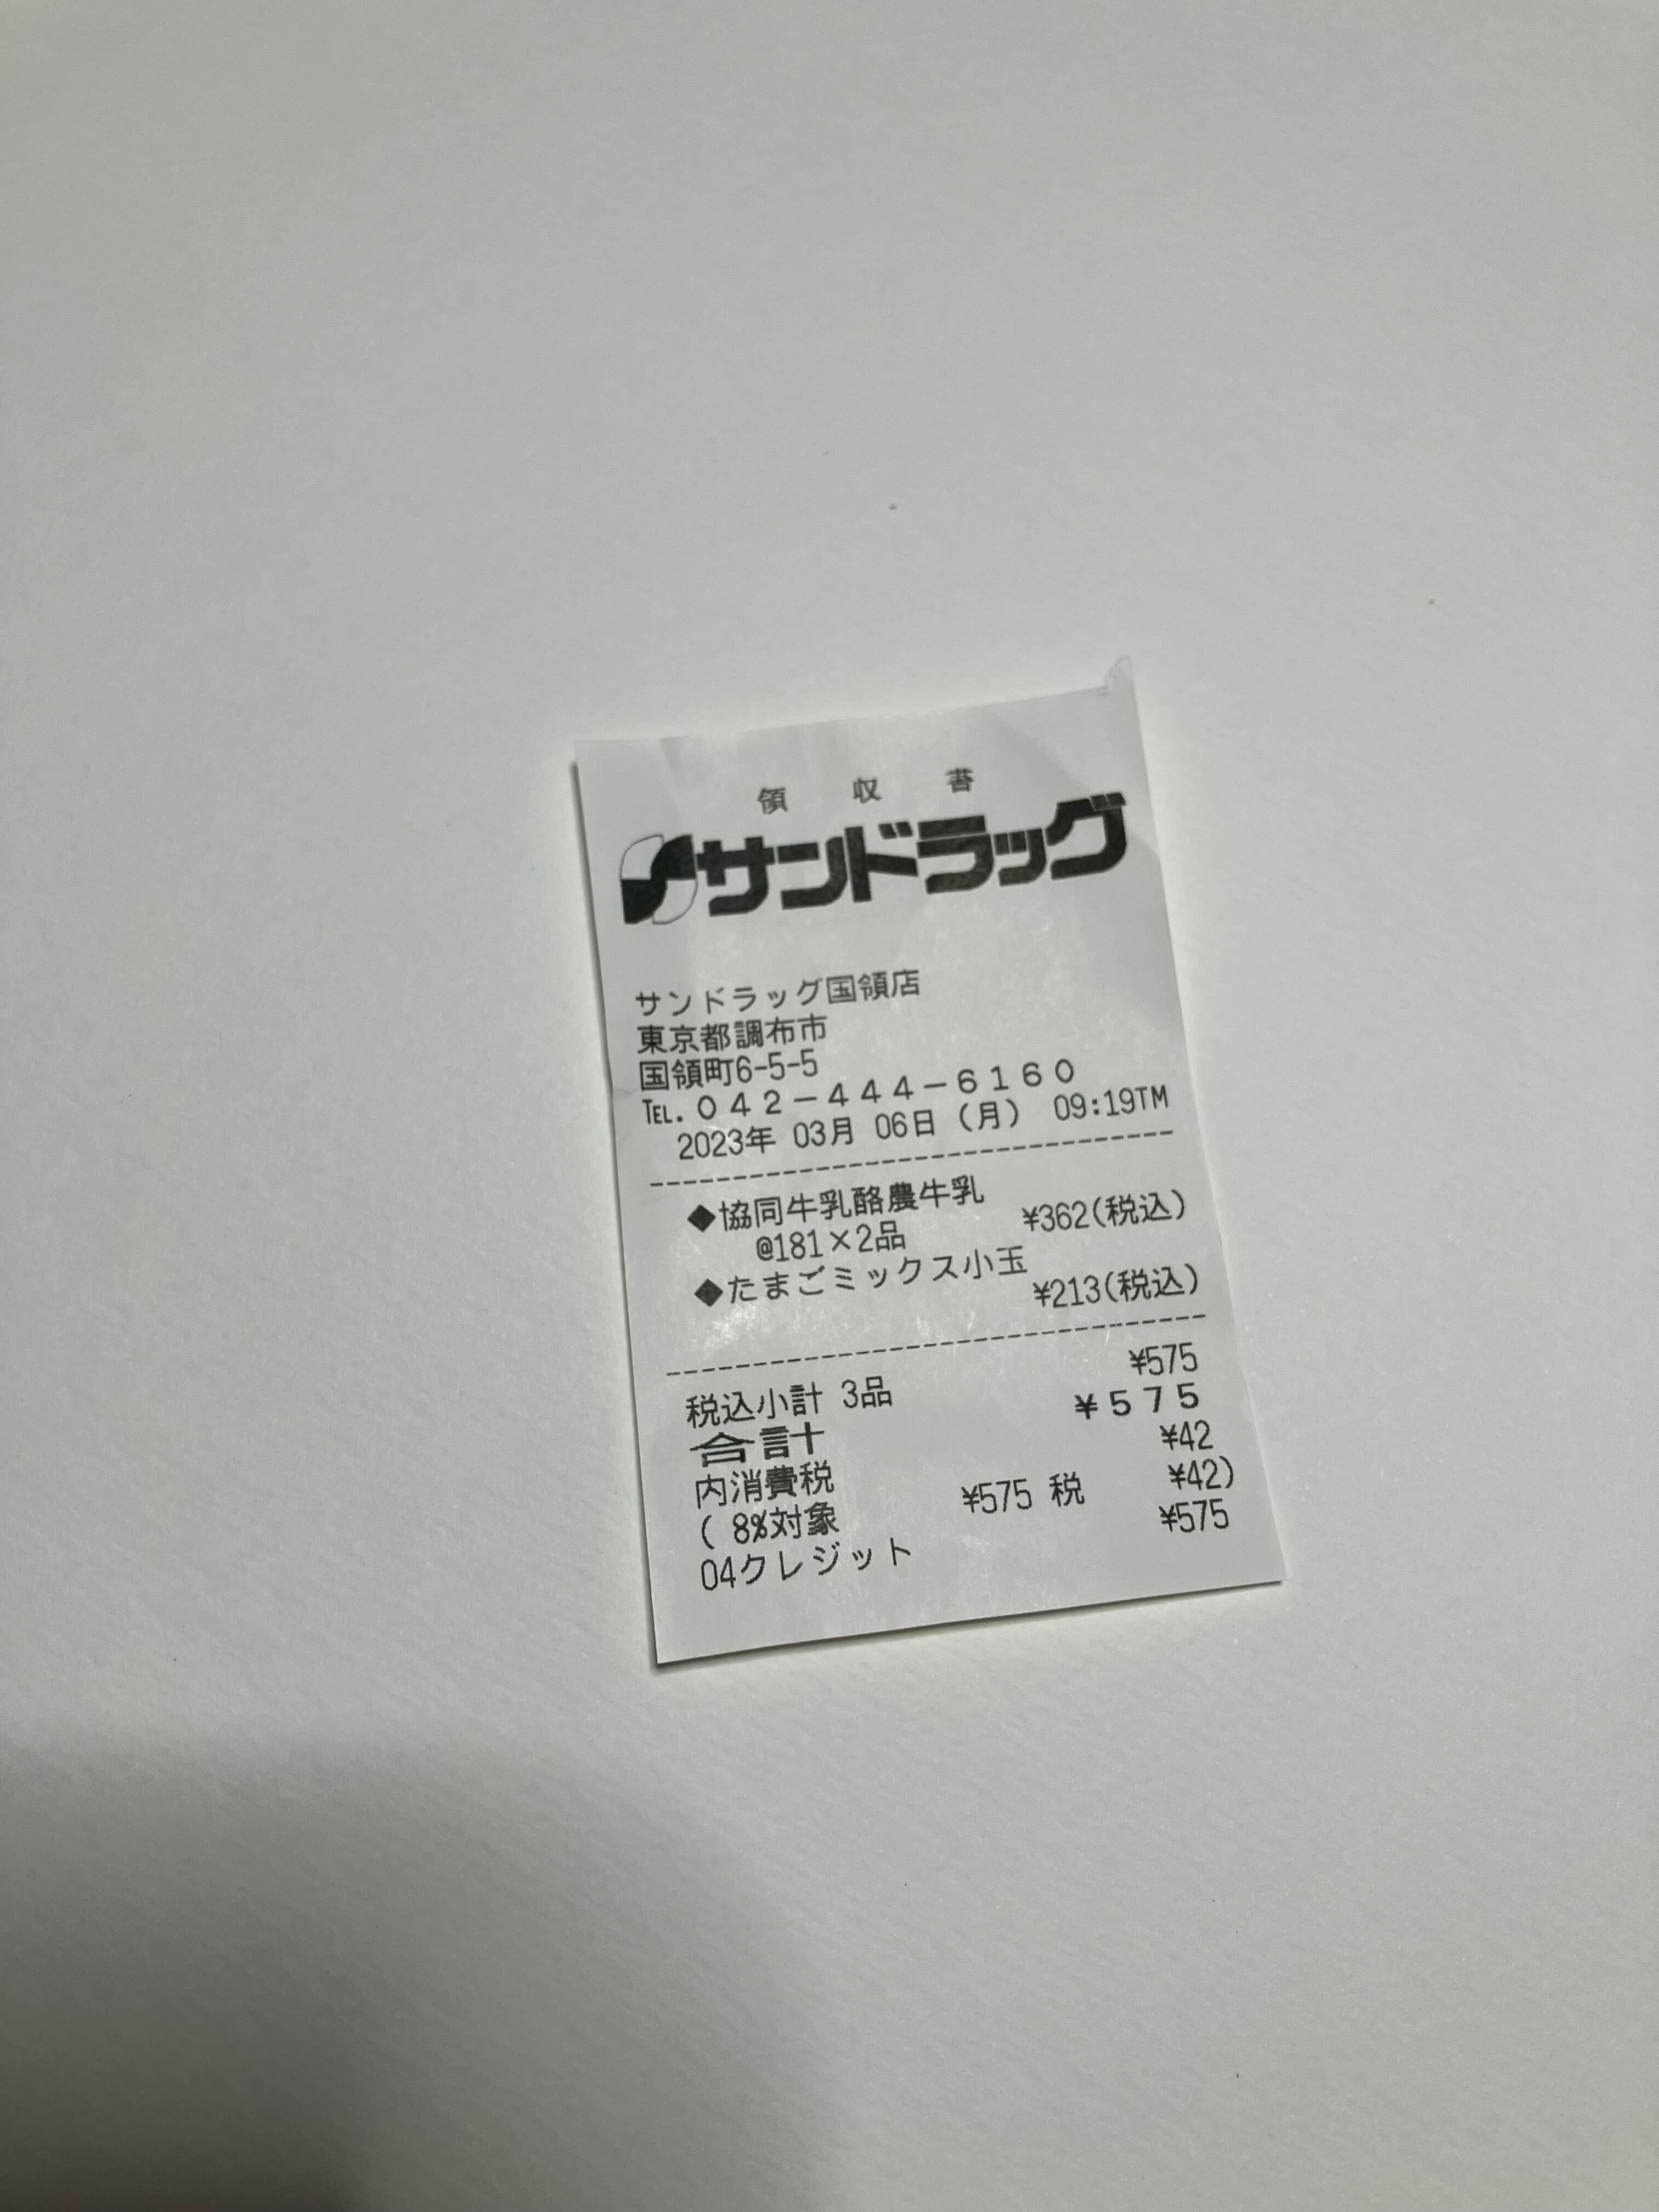 領 収 書
サンドラッグ
サンドラッグ国領店
東京都調布市
国領町6-5-5
℡.042-444-6160
2023年 03月 06日 (月) 09:19TM
◆協同牛乳酪農牛乳
@181×2品 ¥362(税込)
◆たまごミックス小玉
¥213(税込)
税込小計 3品 ¥575
合計 ¥575
内消費税 ¥42
( 8%対象 ¥575 税 ¥42)
04クレジット ¥575